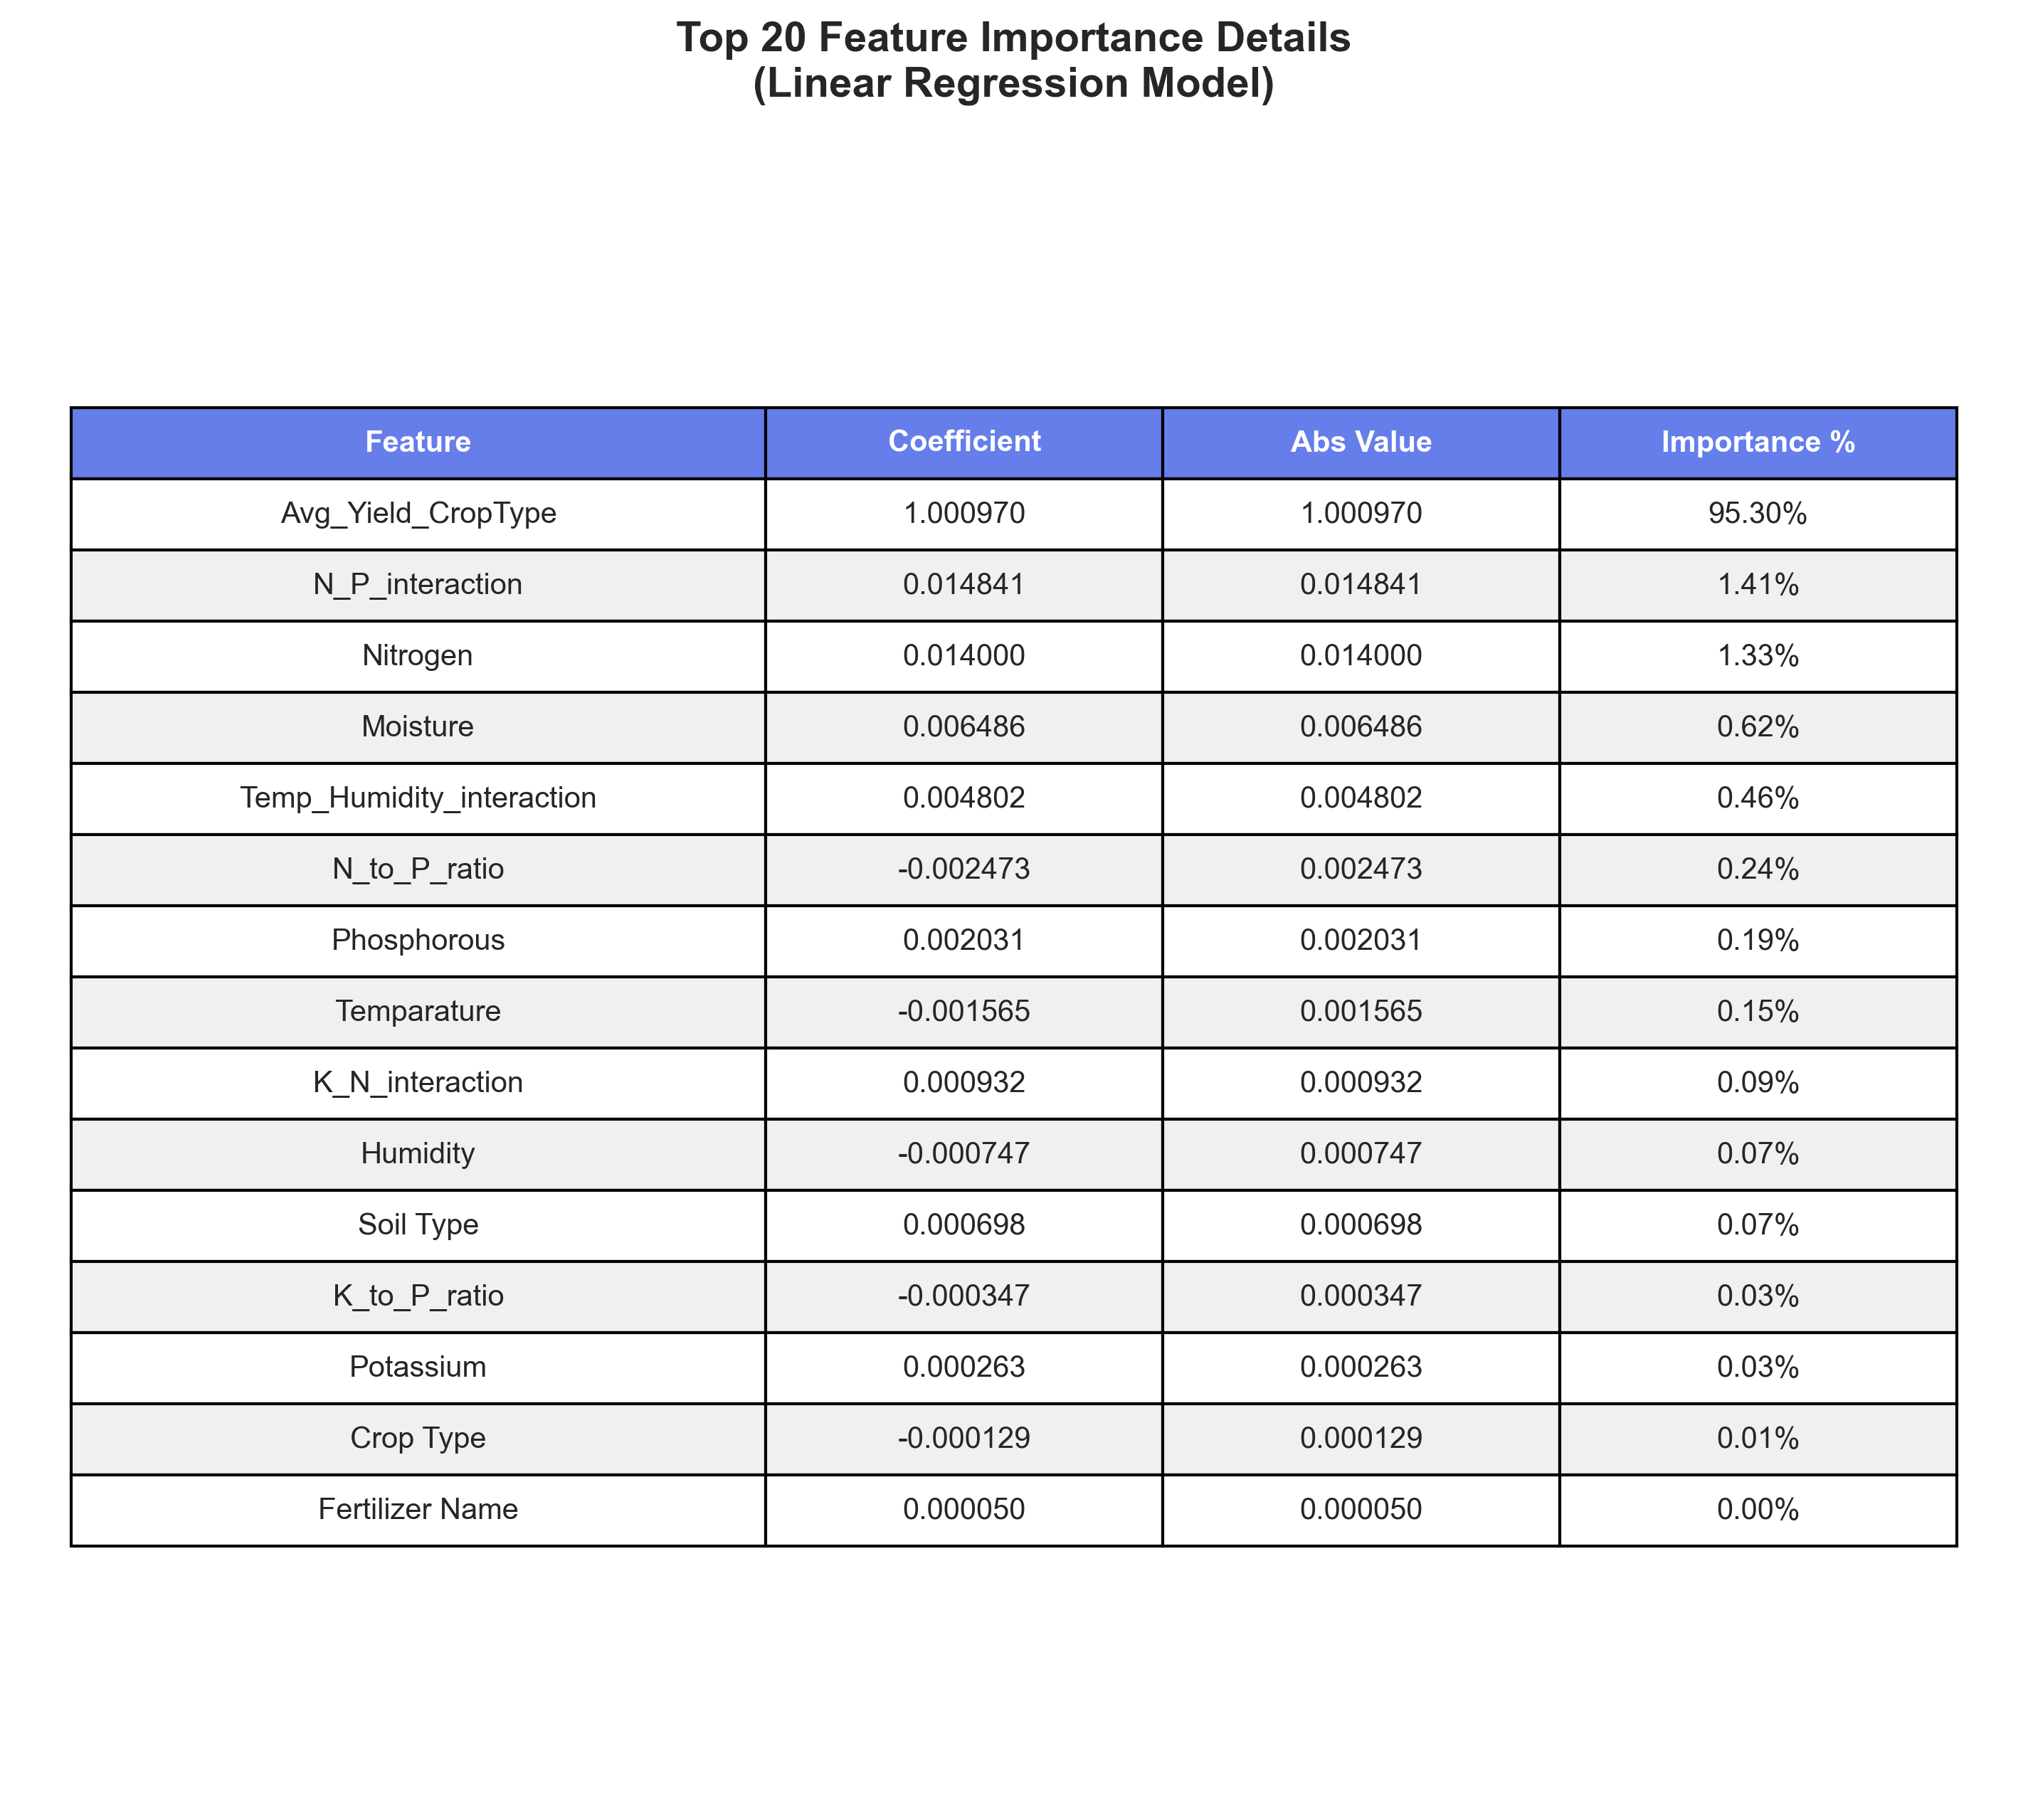 Top 20 Feature Importance Details
(Linear Regression Model)
Feature Coefficient Abs Value Importance %
Avg_Yield_CropType 1.000970 1.000970 95.30%
N_P_interaction 0.014841 0.014841 1.41%
Nitrogen 0.014000 0.014000 1.33%
Moisture 0.006486 0.006486 0.62%
Temp_Humidity_interaction 0.004802 0.004802 0.46%
N_to_P_ratio -0.002473 0.002473 0.24%
Phosphorous 0.002031 0.002031 0.19%
Temparature -0.001565 0.001565 0.15%
K_N_interaction 0.000932 0.000932 0.09%
Humidity -0.000747 0.000747 0.07%
Soil Type 0.000698 0.000698 0.07%
K_to_P_ratio -0.000347 0.000347 0.03%
Potassium 0.000263 0.000263 0.03%
Crop Type -0.000129 0.000129 0.01%
Fertilizer Name 0.000050 0.000050 0.00%